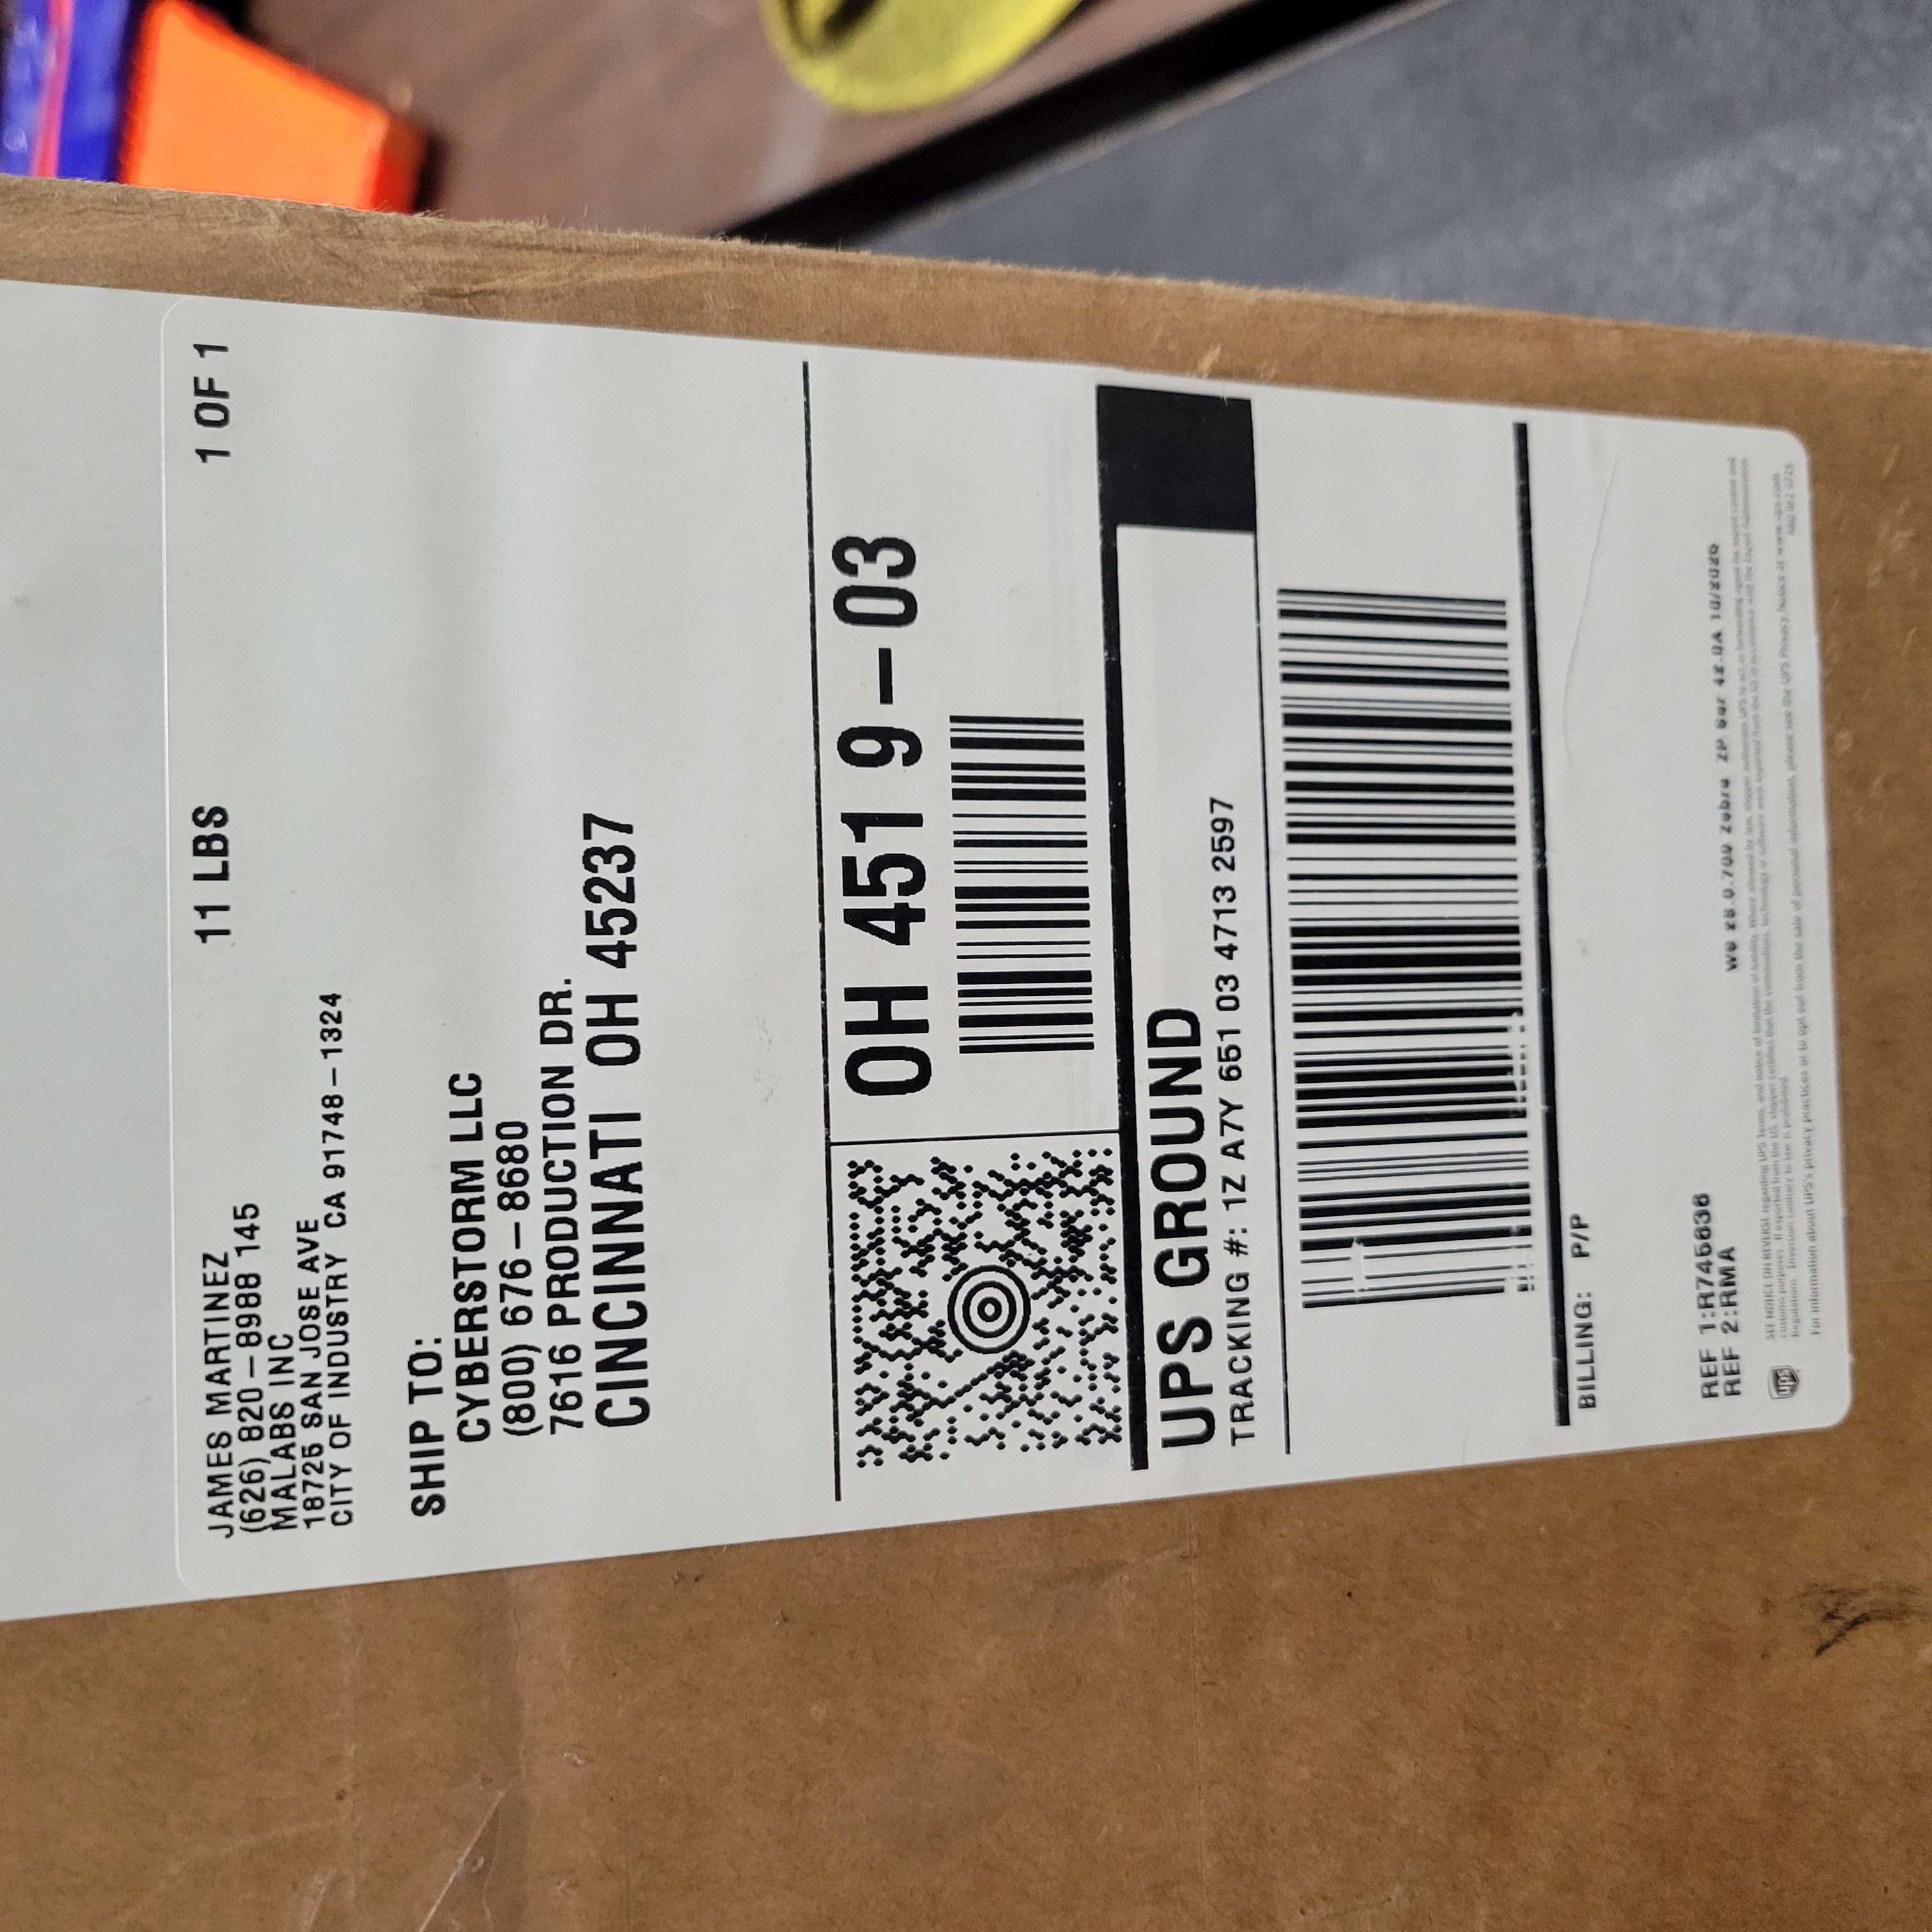 JAMES MARTINEZ
(626) 820-8988 145
MALABS INC
18725 SAN JOSE AVE
CITY OF INDUSTRY CA 91748-1324
11 LBS
1 OF 1
SHIP TO:
CYBERSTORM LLC
(800) 676-8680
7616 PRODUCTION DR.
CINCINNATI OH 45237
OH 451 9-03
UPS GROUND
TRACKING #: 1Z A7Y 651 03 4713 2597
BILLING: P/P
REF 1:R745636
REF 2:RMA
ups